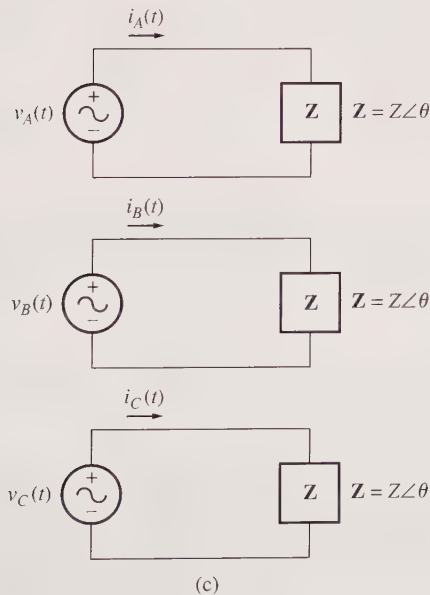 i_A(t)
v_A(t) + − Z Z = Z∠θ
i_B(t)
v_B(t) + − Z Z = Z∠θ
i_C(t)
v_C(t) + − Z Z = Z∠θ
(c)